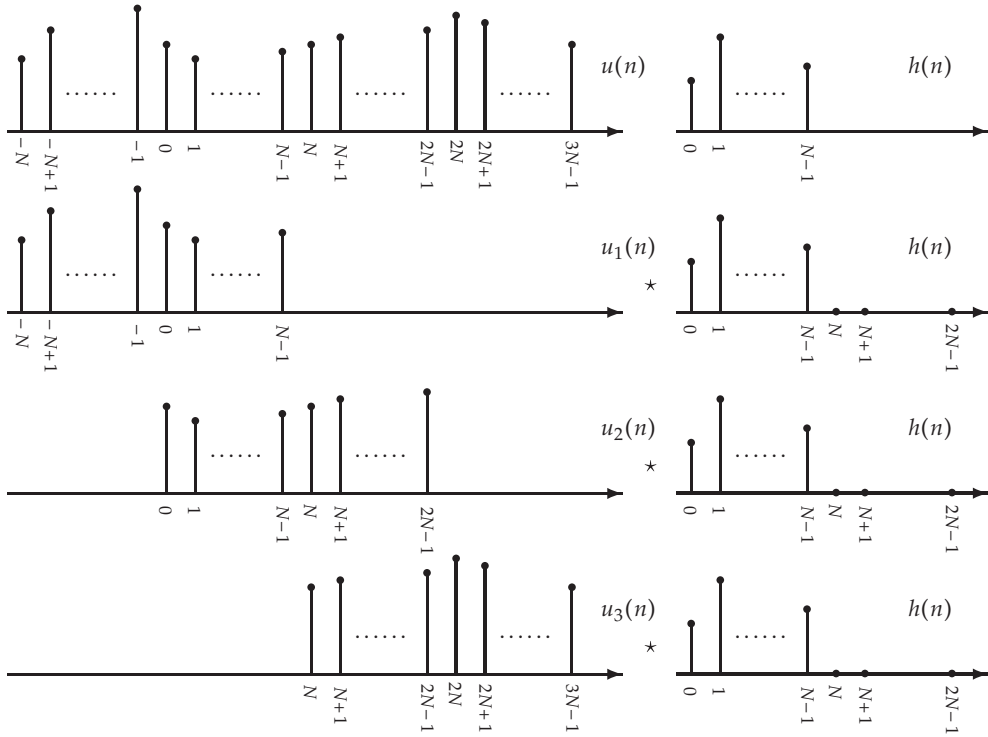 u(n) h(n)
...... ...... ...... ...... ......
−N −N+1 −1 0 1 N−1 N N+1 2N−1 2N 2N+1 3N−1 0 1 N−1
u₁(n) h(n)
...... ...... ⋆ ......
−N −N+1 −1 0 1 N−1 0 1 N−1 N N+1 2N−1
u₂(n) h(n)
...... ...... ⋆ ......
0 1 N−1 N N+1 2N−1 0 1 N−1 N N+1 2N−1
u₃(n) h(n)
...... ...... ⋆ ......
N N+1 2N−1 2N 2N+1 3N−1 0 1 N−1 N N+1 2N−1